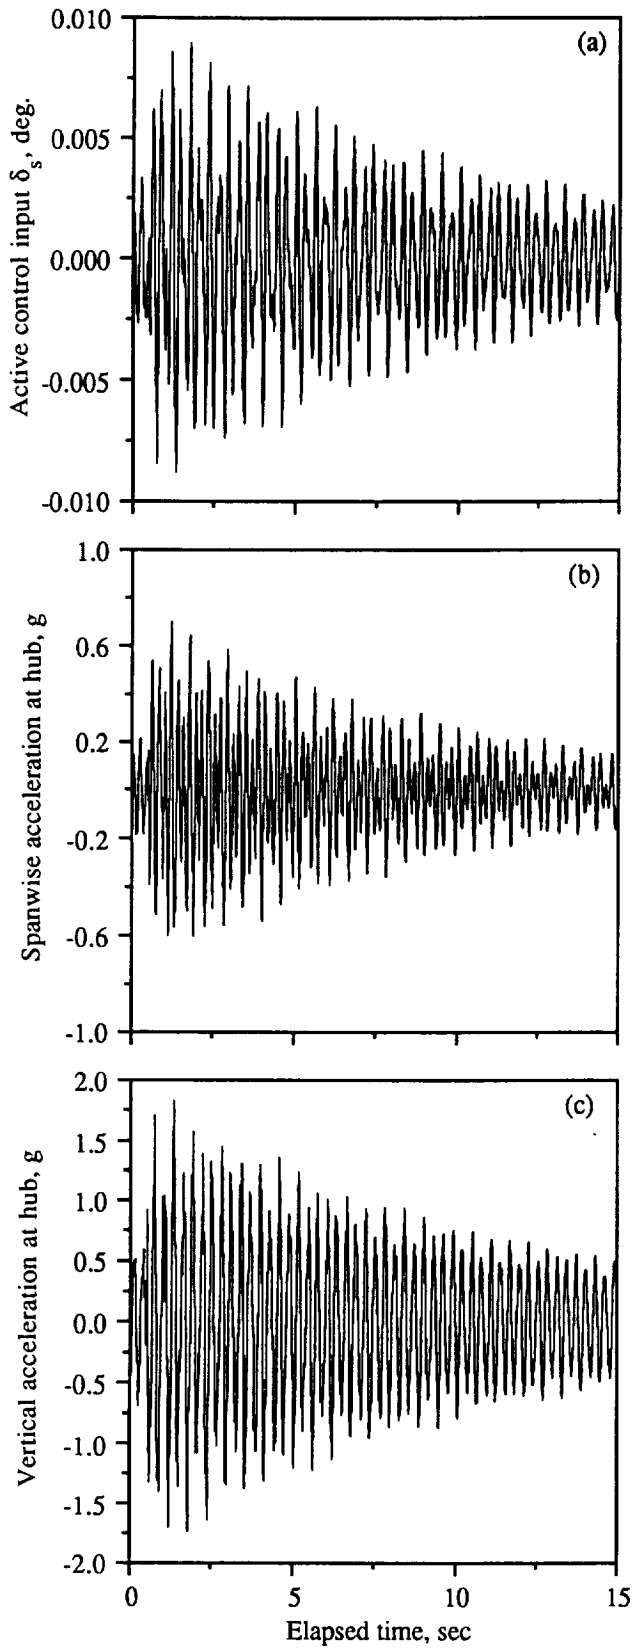 (a)
Active control input δs, deg.
0.010
0.005
0.000
-0.005
-0.010
(b)
Spanwise acceleration at hub, g
1.0
0.6
0.2
-0.2
-0.6
-1.0
(c)
Vertical acceleration at hub, g
2.0
1.5
1.0
0.5
0.0
-0.5
-1.0
-1.5
-2.0
0 5 10 15
Elapsed time, sec